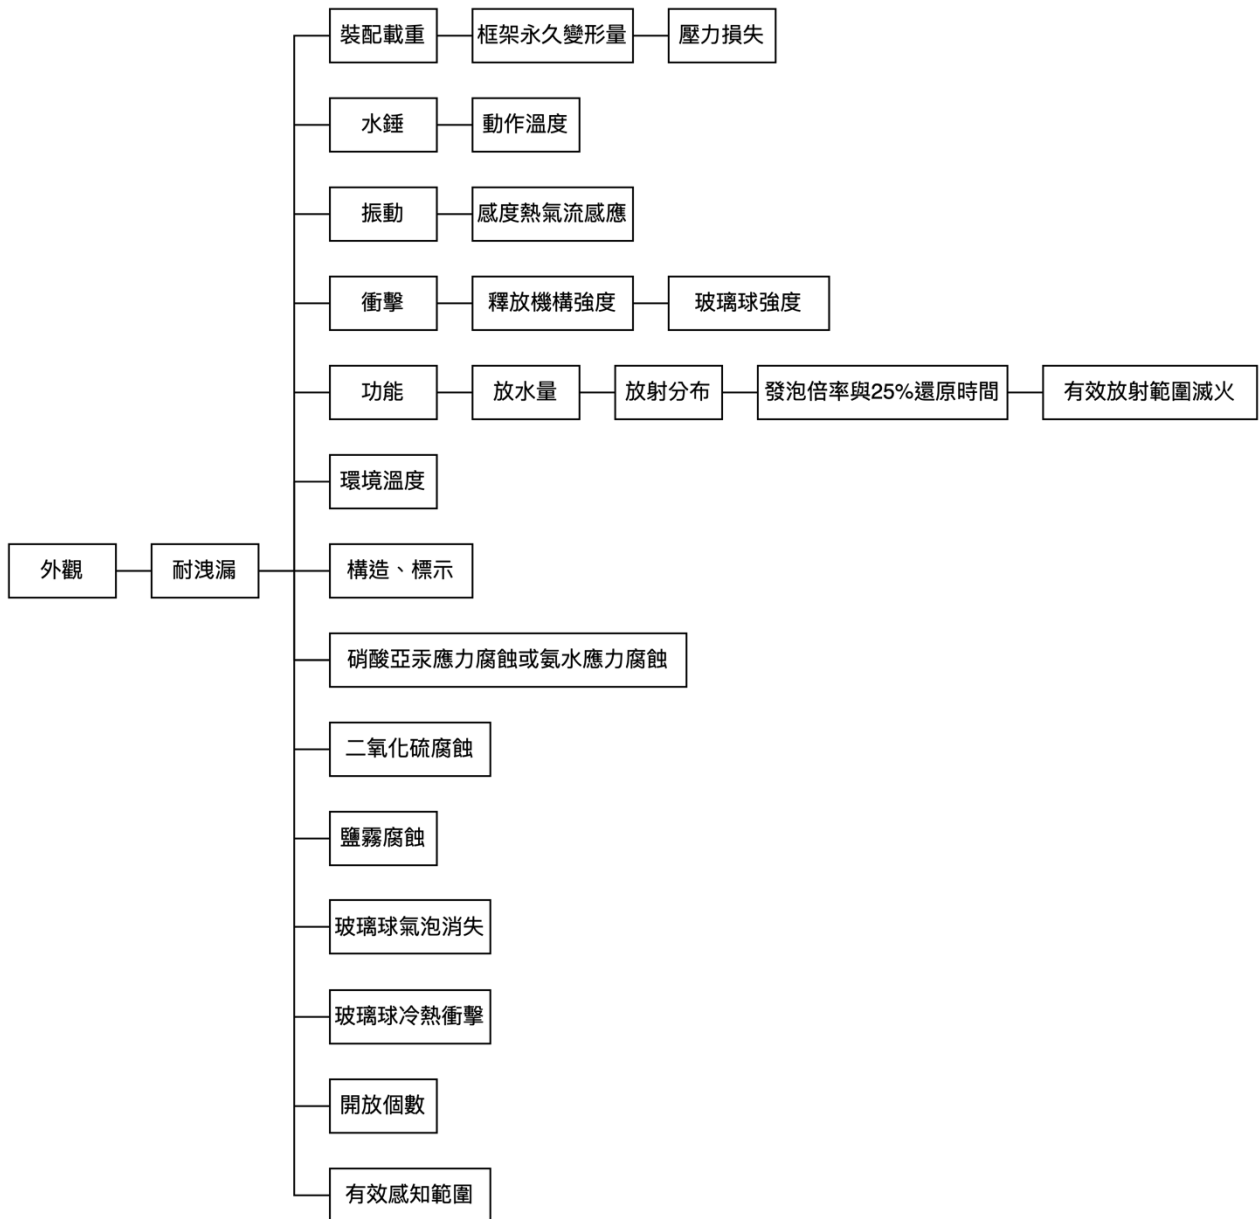 裝配載重
框架永久變形量
壓力損失
水錘
動作溫度
振動
感度熱氣流感應
衝擊
釋放機構強度
玻璃球強度
功能
放水量
放射分布
發泡倍率與25%還原時間
有效放射範圍滅火
環境溫度
外觀
耐洩漏
構造、標示
硝酸亞汞應力腐蝕或氨水應力腐蝕
二氧化硫腐蝕
鹽霧腐蝕
玻璃球氣泡消失
玻璃球冷熱衝擊
開放個數
有效感知範圍